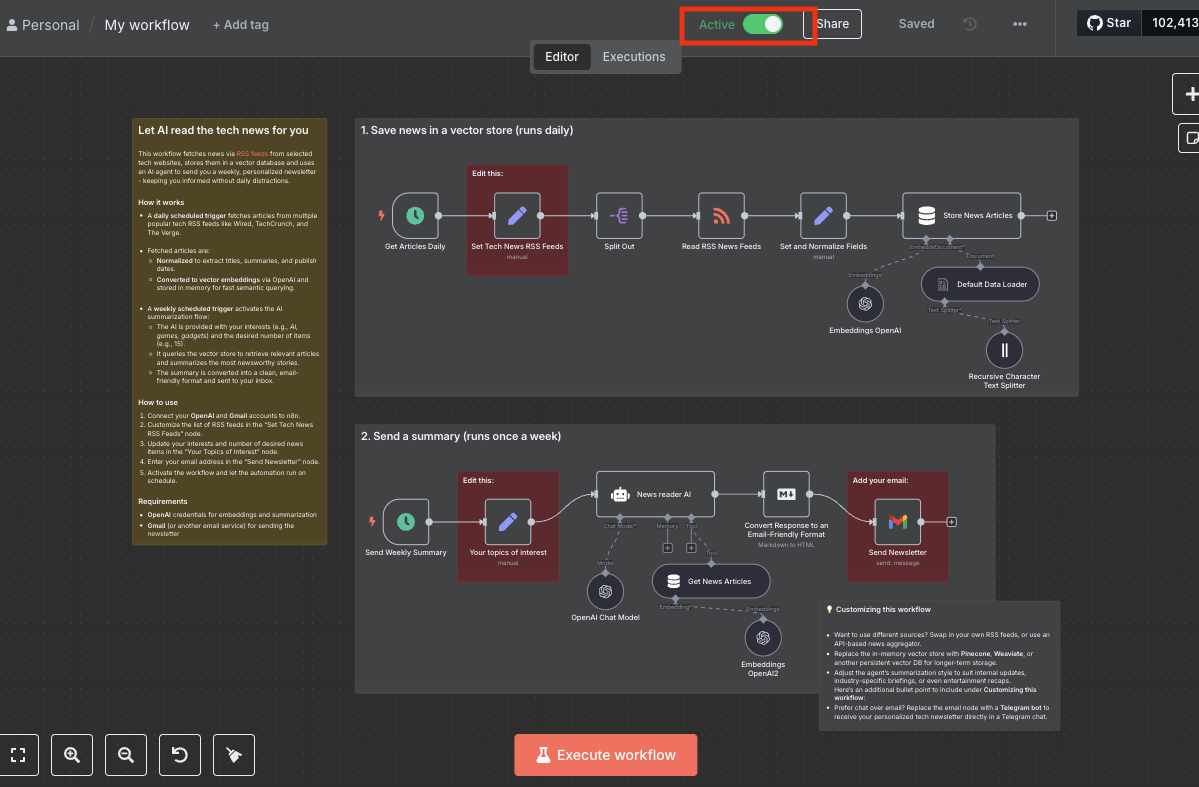 Personal / My workflow + Add tag
Active
Share
Saved
Star
102,413
Editor
Executions
Let AI read the tech news for you
This workflow fetches news via RSS feeds from selected
tech websites, stores them in a vector database and uses
an AI agent to send you a weekly, personalized newsletter
- keeping you informed without daily distractions.
How it works
• A daily scheduled trigger fetches articles from multiple
popular tech RSS feeds like Wired, TechCrunch, and
The Verge.
• Fetched articles are:
Normalized to extract titles, summaries, and publish
dates.
Converted to vector embeddings via OpenAI and
stored in memory for fast semantic querying.
• A weekly scheduled trigger activates the AI
summarization flow:
The AI is provided with your interests (e.g., AI,
games, gadgets) and the desired number of items
(e.g., 15).
It queries the vector store to retrieve relevant articles
and summarizes the most newsworthy stories.
The summary is converted into a clean, email-
friendly format and sent to your inbox.
How to use
1. Connect your OpenAI and Gmail accounts to n8n.
2. Customize the list of RSS feeds in the "Set Tech News
RSS Feeds" node.
3. Update your interests and number of desired news
items in the "Your Topics of Interest" node.
4. Enter your email address in the "Send Newsletter" node.
5. Activate the workflow and let the automation run on
schedule.
Requirements
• OpenAI credentials for embeddings and summarization
• Gmail (or another email service) for sending the
newsletter
1. Save news in a vector store (runs daily)
Edit this:
Get Articles Daily
Set Tech News RSS Feeds
manual
Split Out
Read RSS News Feeds
Set and Normalize Fields
manual
Store News Articles
Document
Embeddings
Embeddings OpenAI
Default Data Loader
Text Splitter*
Text Splitter
Recursive Character
Text Splitter
2. Send a summary (runs once a week)
Edit this:
Send Weekly Summary
Your topics of interest
manual
News reader AI
Chat Model*
Memory
Tool
Convert Response to an
Email-Friendly Format
Markdown to HTML
Add your email:
Send Newsletter
send: message
Model
OpenAI Chat Model
Tool
Get News Articles
Embedding*
Embeddings
Embeddings
OpenAI2
Customizing this workflow
• Want to use different sources? Swap in your own RSS feeds, or use an
API-based news aggregator.
• Replace the in-memory vector store with Pinecone, Weaviate, or
another persistent vector DB for longer-term storage.
• Adjust the agent's summarization style to suit internal updates,
industry-specific briefings, or even entertainment recaps.
Here's an additional bullet point to include under Customizing this
workflow:
• Prefer chat over email? Replace the email node with a Telegram bot to
receive your personalized tech newsletter directly in a Telegram chat.
Execute workflow